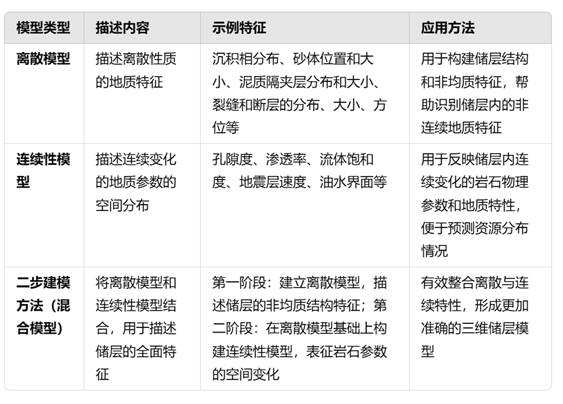 模型类型 描述内容 示例特征 应用方法
离散模型 描述离散性质 沉积相分布、砂体位置和大 用于构建储层结构
的地质特征 小、泥质隔夹层分布和大小、 和非均质特征，帮
裂缝和断层的分布、大小、方 助识别储层内的非
位等 连续地质特征
连续性模 描述连续变化 孔隙度、渗透率、流体饱和 用于反映储层内连
型 的地质参数的 度、地震层速度、油水界面等 续变化的岩石物理
空间分布 参数和地质特性，
便于预测资源分布
情况
二步建模 将离散模型和 第一阶段：建立离散模型，描 有效整合离散与连
方法（混 连续性模型结 述储层的非均质结构特征；第 续特性，形成更加
合模型） 合，用于描述 二阶段：在离散模型基础上构 准确的三维储层模
储层的全面特 建连续性模型，表征岩石参数 型
征 的空间变化